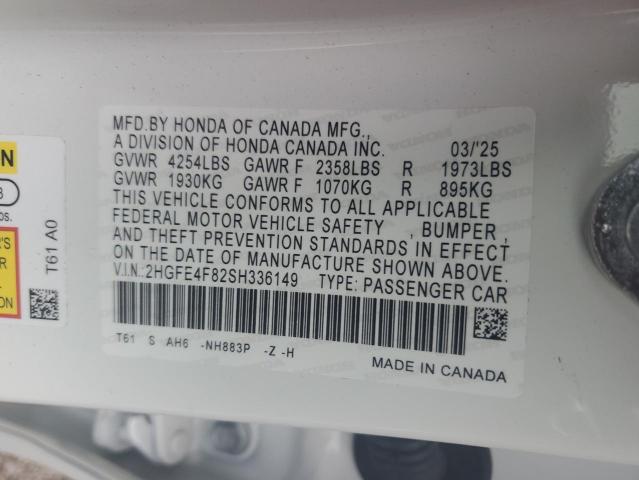 MFD.BY HONDA OF CANADA MFG.,
A DIVISION OF HONDA CANADA INC. 03/'25
GVWR 4254LBS GAWR F 2358LBS R 1973LBS
GVWR 1930KG GAWR F 1070KG R 895KG
THIS VEHICLE CONFORMS TO ALL APPLICABLE
FEDERAL MOTOR VEHICLE SAFETY , BUMPER ,
AND THEFT PREVENTION STANDARDS IN EFFECT
ON THE DATE OF MANUFACTURE SHOWN ABOVE.
V.I.N.:2HGFE4F82SH336149 TYPE: PASSENGER CAR
T61 S AH6 -NH883P -Z -H
MADE IN CANADA
T61 A0